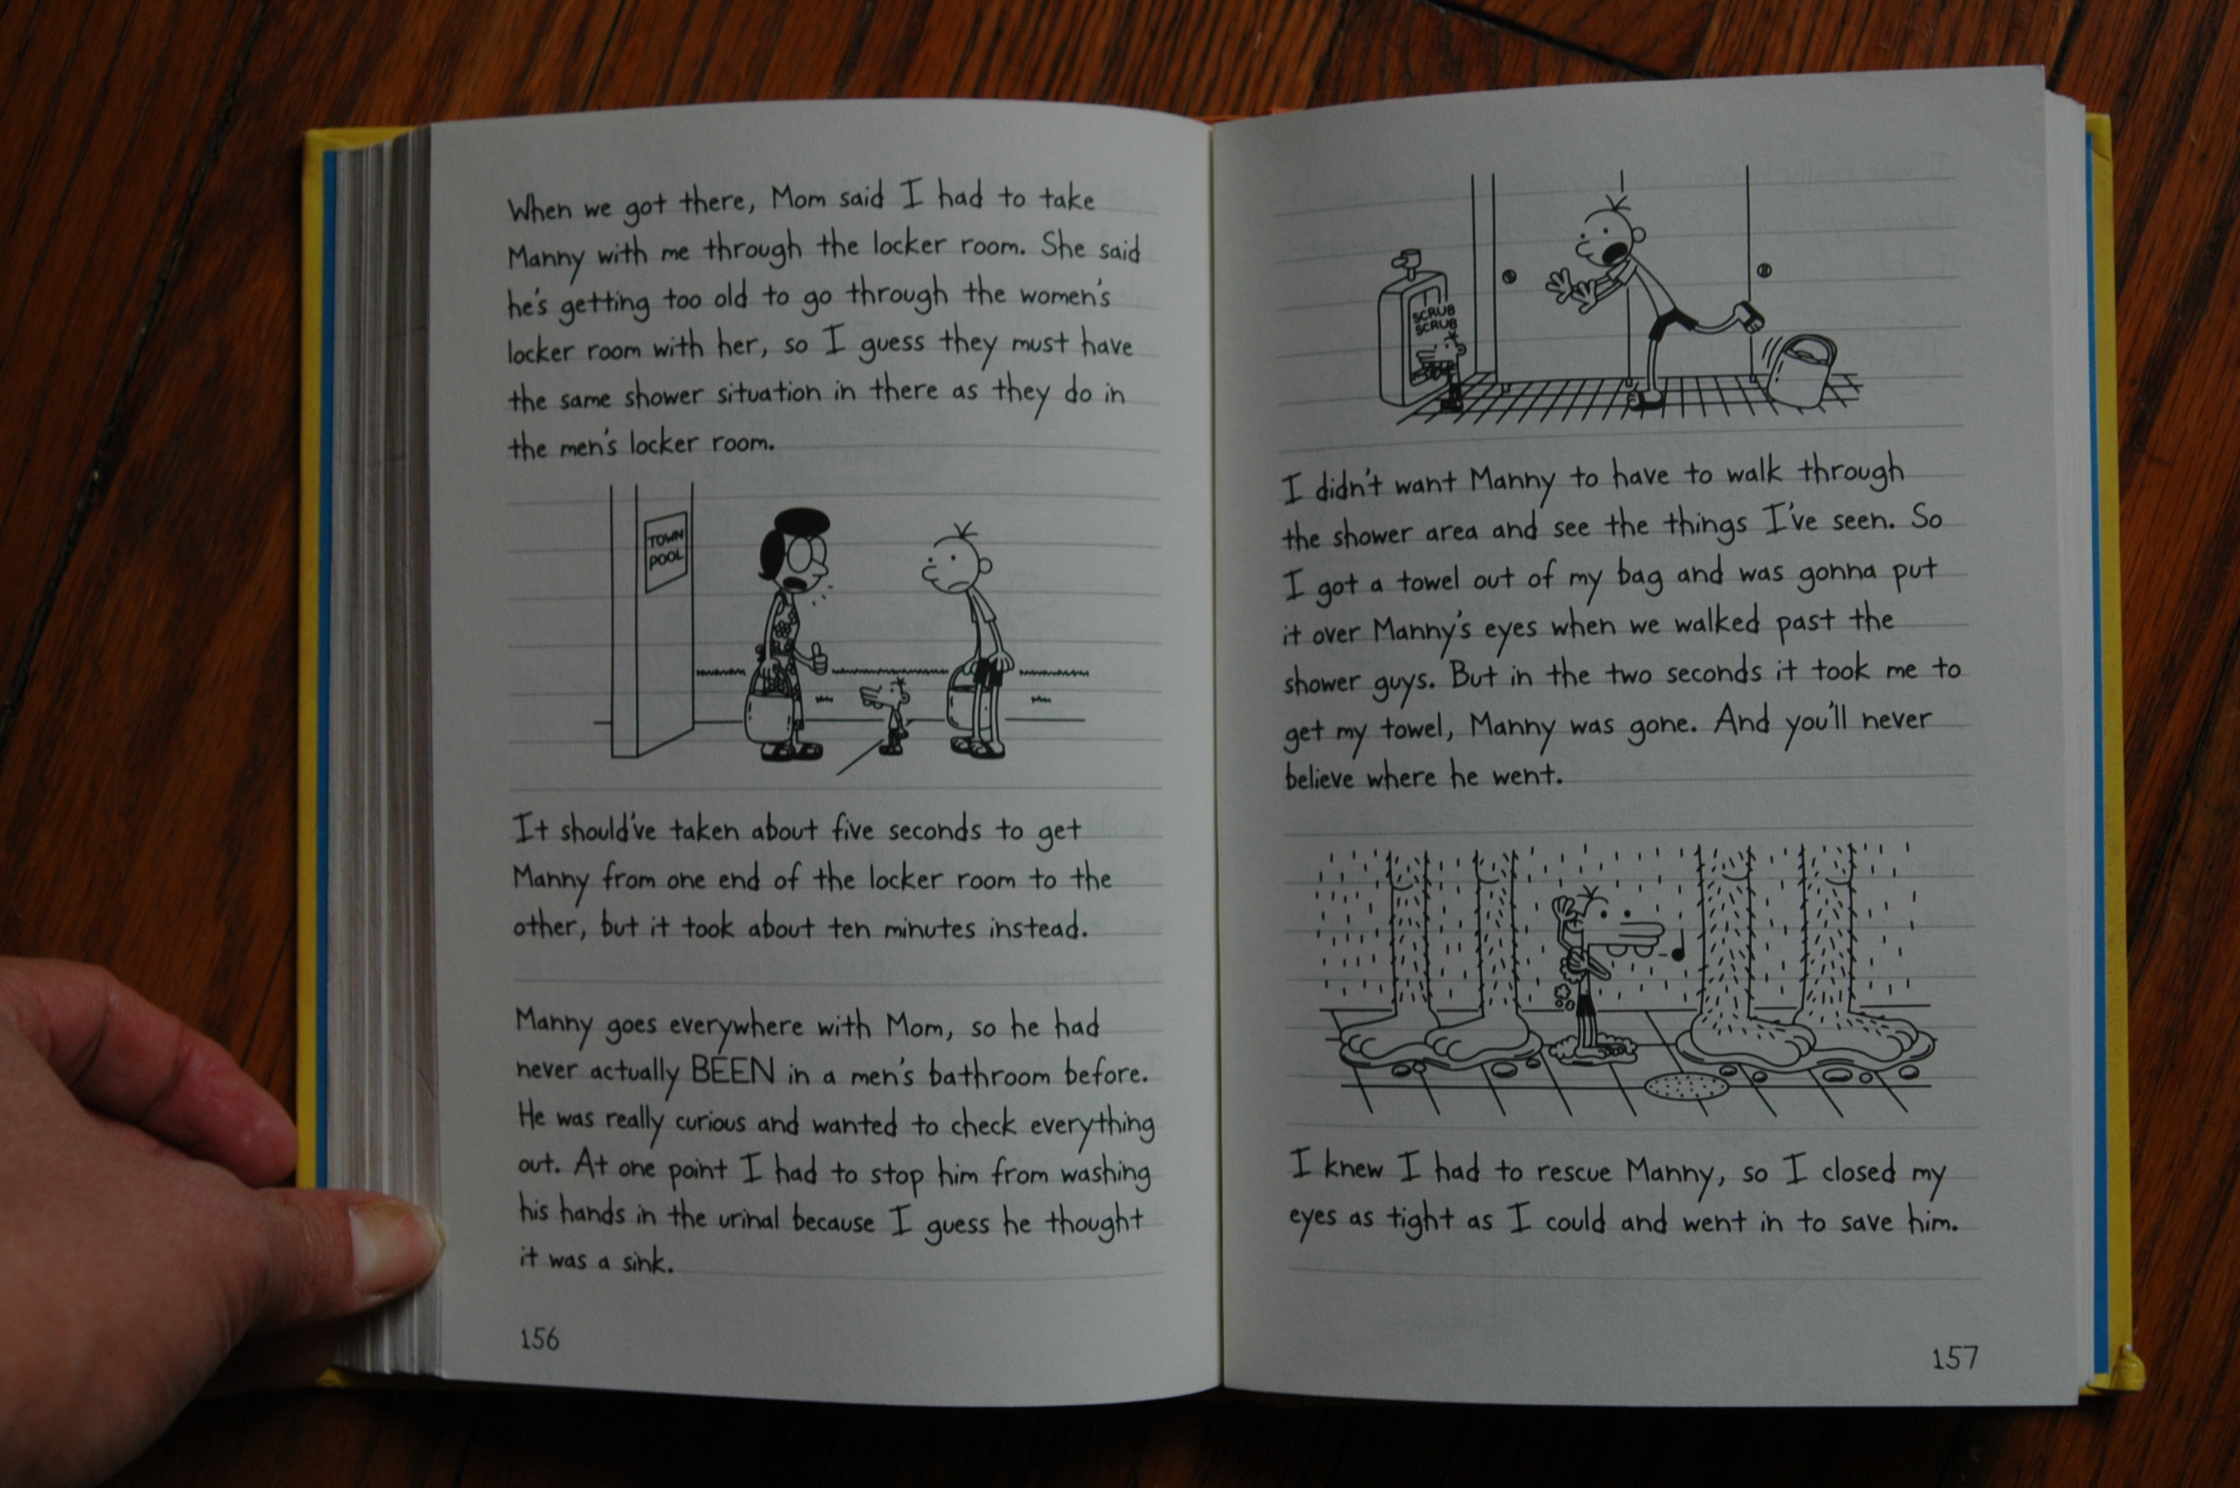 When we got there, Mom said I had to take
Manny with me through the locker room. She said
he's getting too old to go through the women's
locker room with her, so I guess they must have
the same shower situation in there as they do in
the men's locker room.
TOWN
POOL
It should've taken about five seconds to get
Manny from one end of the locker room to the
other, but it took about ten minutes instead.
Manny goes everywhere with Mom, so he had
never actually BEEN in a men's bathroom before.
He was really curious and wanted to check everything
out. At one point I had to stop him from washing
his hands in the urinal because I guess he thought
it was a sink.
156
SCRUB
SCRUB
I didn't want Manny to have to walk through
the shower area and see the things I've seen. So
I got a towel out of my bag and was gonna put
it over Manny's eyes when we walked past the
shower guys. But in the two seconds it took me to
get my towel, Manny was gone. And you'll never
believe where he went.
I knew I had to rescue Manny, so I closed my
eyes as tight as I could and went in to save him.
157